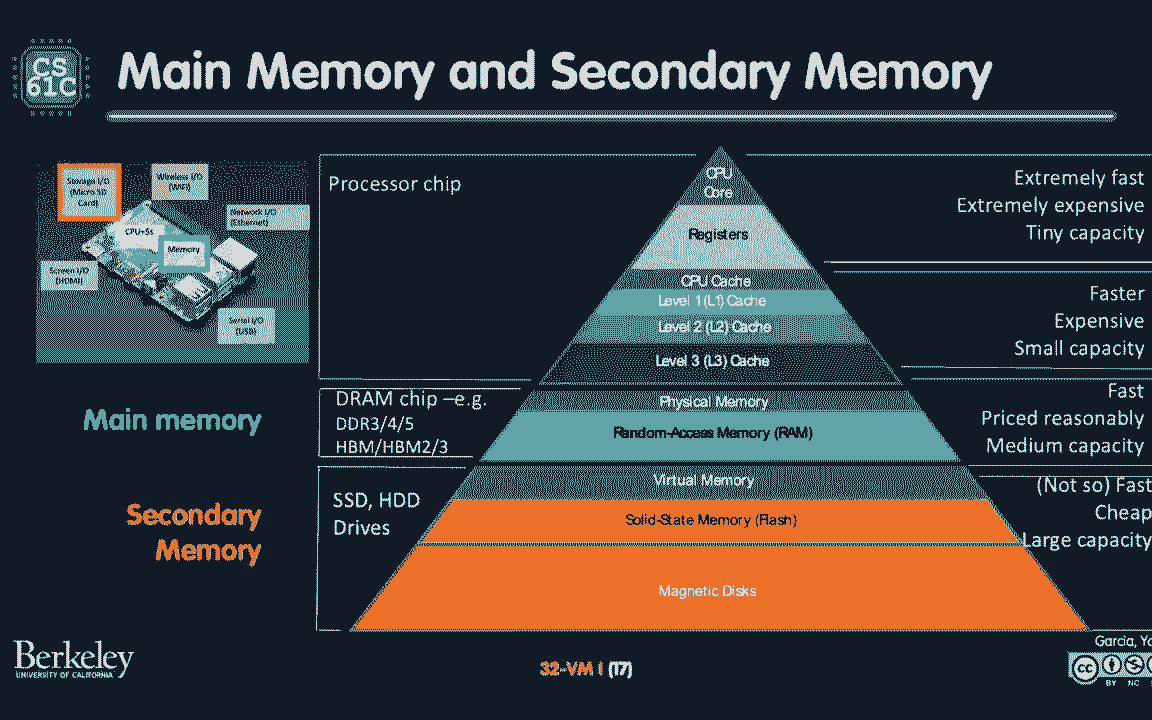 CS
61C
Main Memory and Secondary Memory
Storage I/O
(Micro SD
Card)
Wireless I/O
(WiFi)
Network I/O
(Ethernet)
CPU+$s
Memory
Screen I/O
(HDMI)
Serial I/O
(USB)
Processor chip
CPU
Core
Registers
CPU Cache
Level 1 (L1) Cache
Level 2 (L2) Cache
Level 3 (L3) Cache
Extremely fast
Extremely expensive
Tiny capacity
Faster
Expensive
Small capacity
Main memory
DRAM chip –e.g.
DDR3/4/5
HBM/HBM2/3
Physical Memory
Random-Access Memory (RAM)
Fast
Priced reasonably
Medium capacity
Secondary
Memory
SSD, HDD
Drives
Virtual Memory
Solid-State Memory (Flash)
Magnetic Disks
(Not so) Fast
Cheap
Large capacity
Berkeley
UNIVERSITY OF CALIFORNIA
32-VM I (17)
Garcia,
cc
BY NC